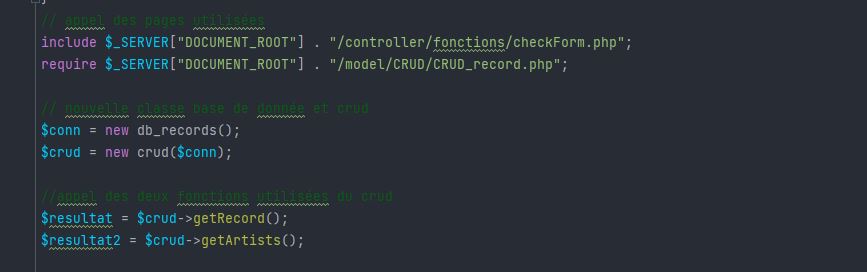 }
// appel des pages utilisées
include $_SERVER["DOCUMENT_ROOT"] . "/controller/fonctions/checkForm.php";
require $_SERVER["DOCUMENT_ROOT"] . "/model/CRUD/CRUD_record.php";
// nouvelle classe base de donnée et crud
$conn = new db_records();
$crud = new crud($conn);
//appel des deux fonctions utilisées du crud
$resultat = $crud->getRecord();
$resultat2 = $crud->getArtists();